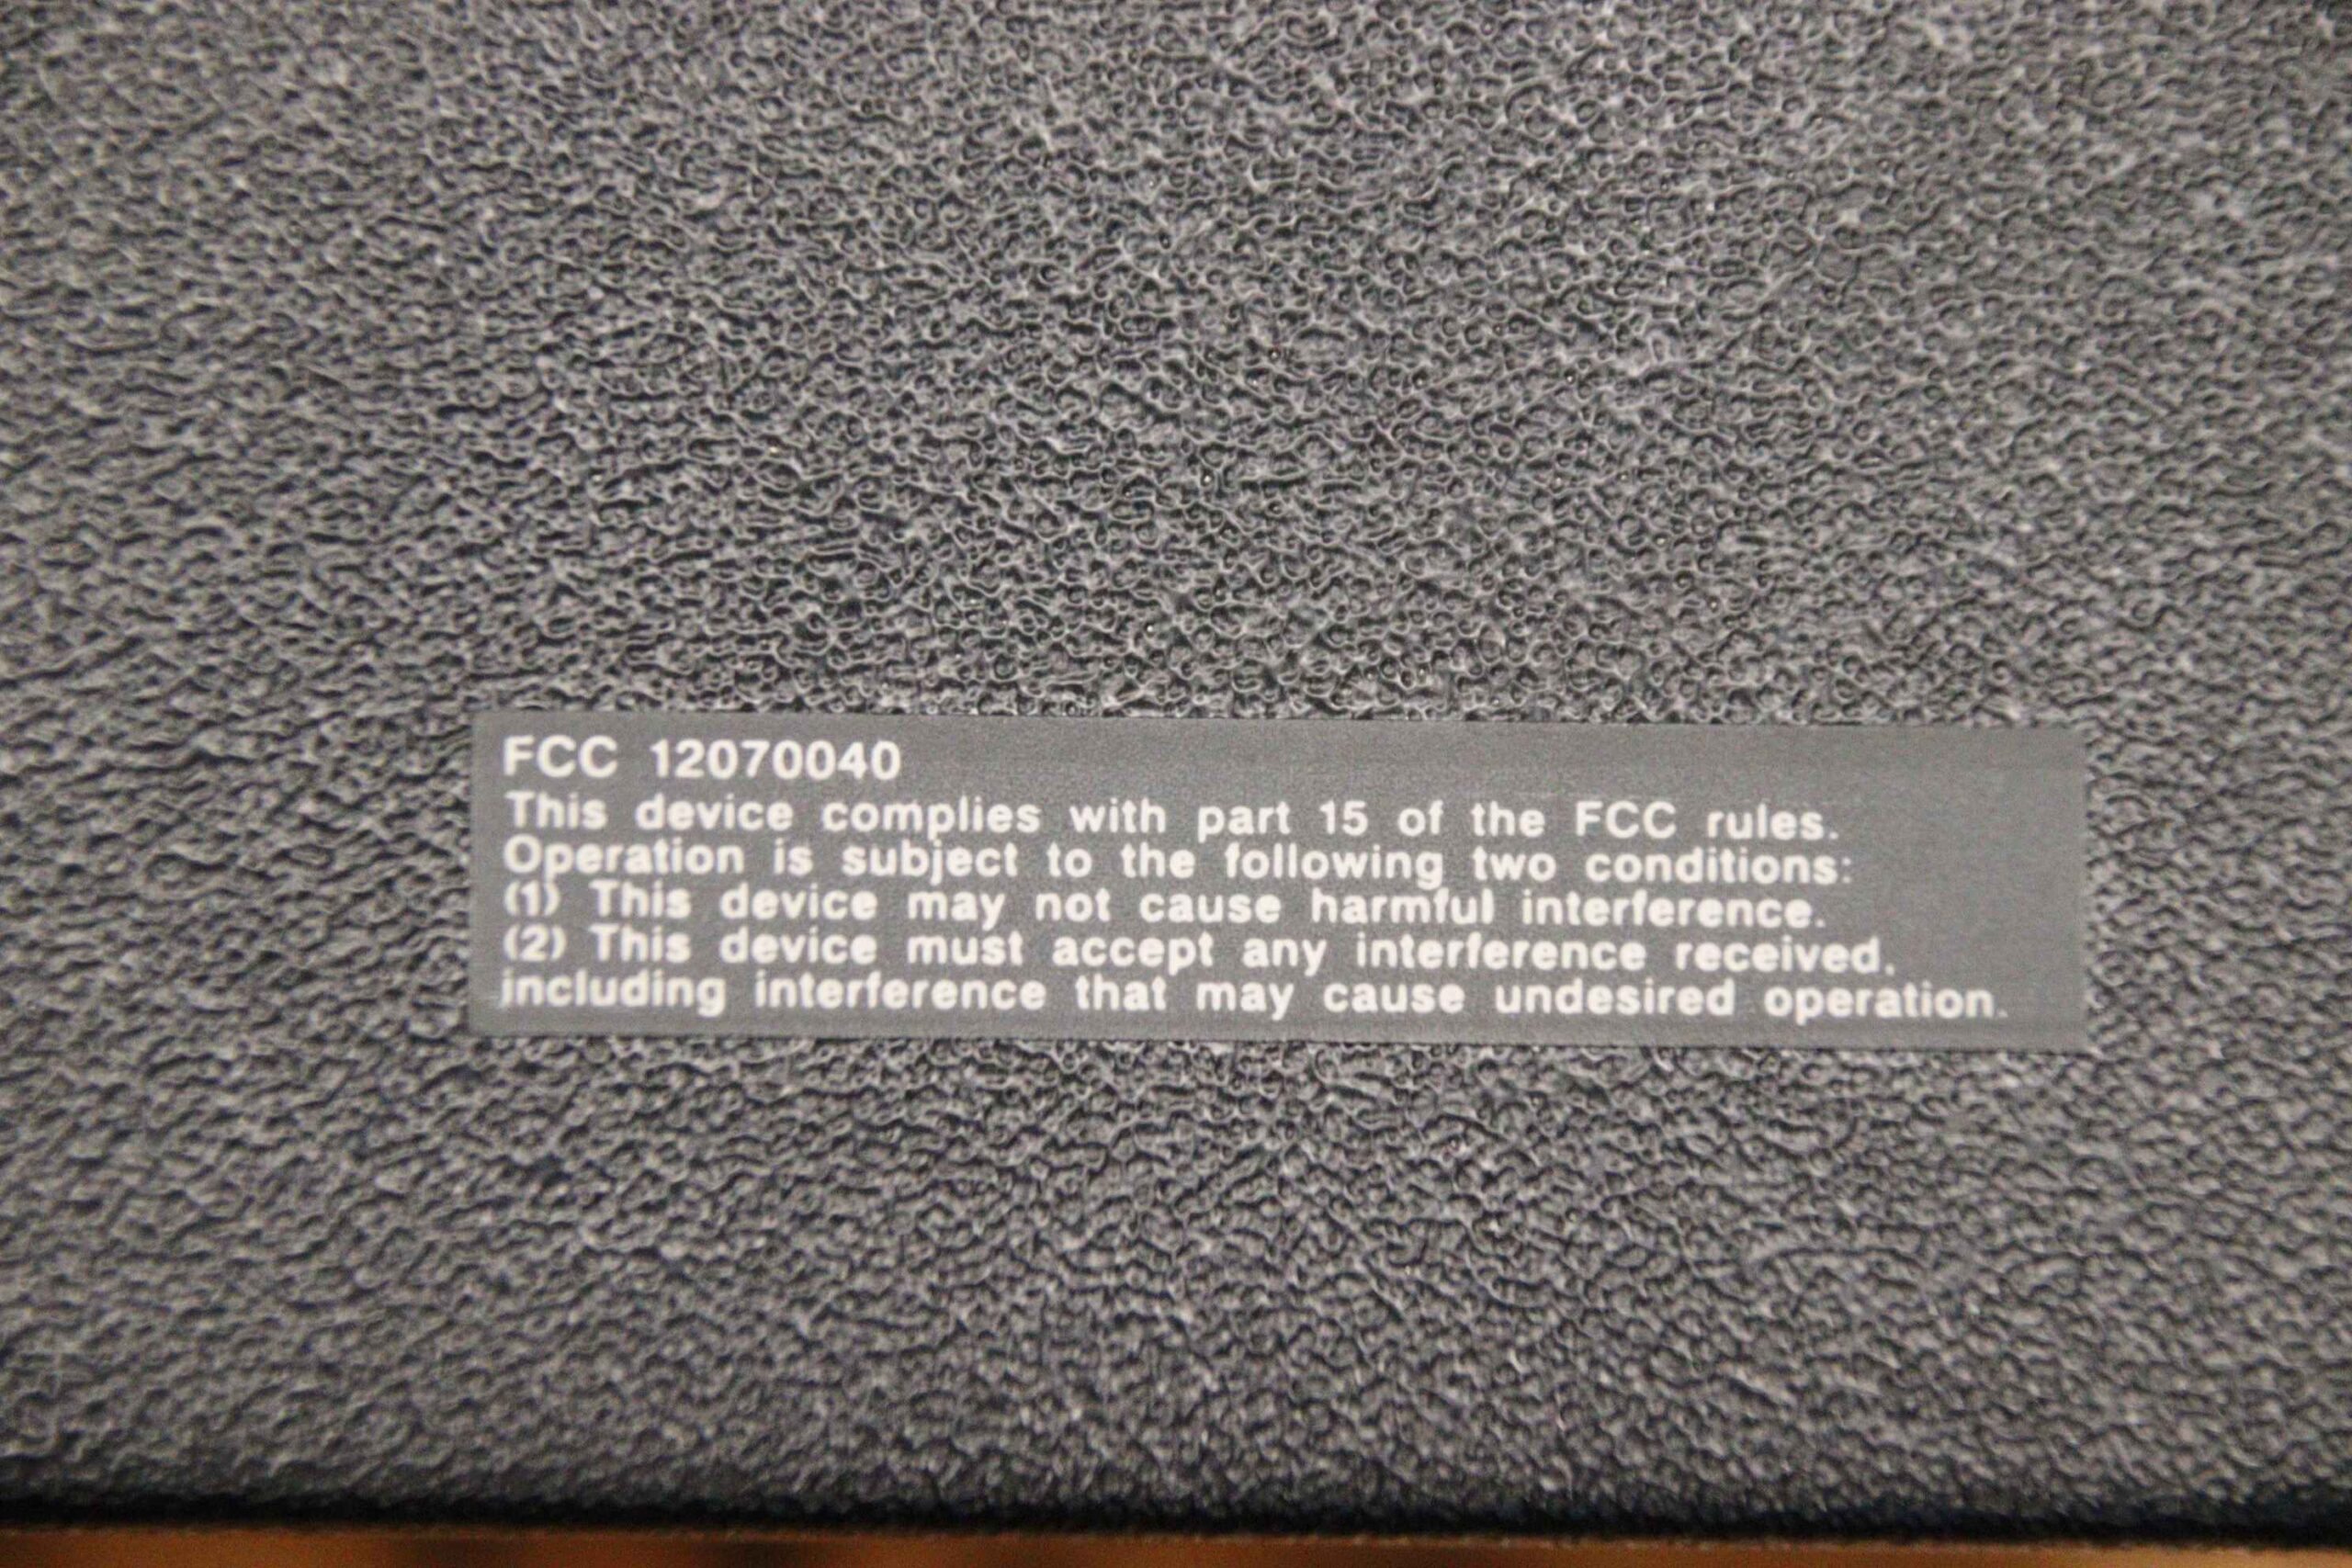 FCC 12070040
This device complies with part 15 of the FCC rules.
Operation is subject to the following two conditions:
(1) This device may not cause harmful interference.
(2) This device must accept any interference received.
including interference that may cause undesired operation.